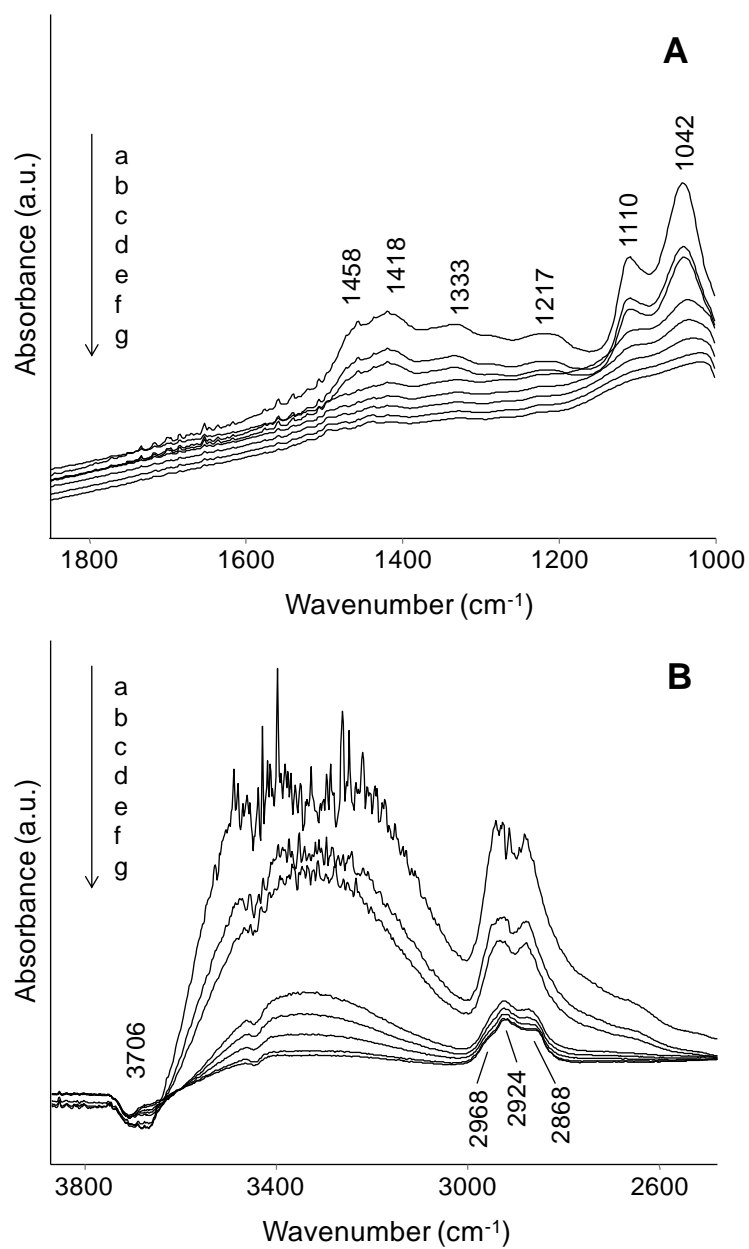 A
Absorbance (a.u.)
a
b
c
d
e
f
g
1458
1418
1333
1217
1110
1042
1800
1600
1400
1200
1000
Wavenumber (cm⁻¹)
B
Absorbance (a.u.)
a
b
c
d
e
f
g
3706
2968
2924
2868
3800
3400
3000
2600
Wavenumber (cm⁻¹)